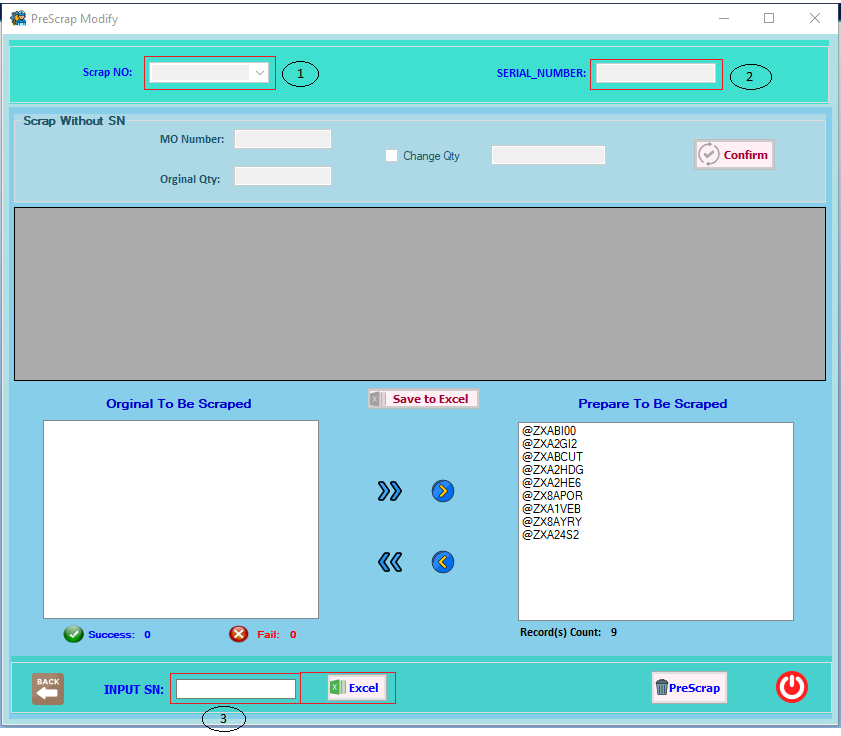 PreScrap Modify
Scrap NO:
1
SERIAL_NUMBER:
2
Scrap Without SN
MO Number:
Change Qty
Confirm
Orginal Qty:
Orginal To Be Scraped
Save to Excel
Prepare To Be Scraped
@ZXABI00
@ZXA2GI2
@ZXABCUT
@ZXA2HDG
@ZXA2HE6
@ZX8APOR
@ZXA1VEB
@ZX8AYRY
@ZXA24S2
Success: 0
Fail: 0
Record(s) Count: 9
BACK
INPUT SN:
Excel
PreScrap
3